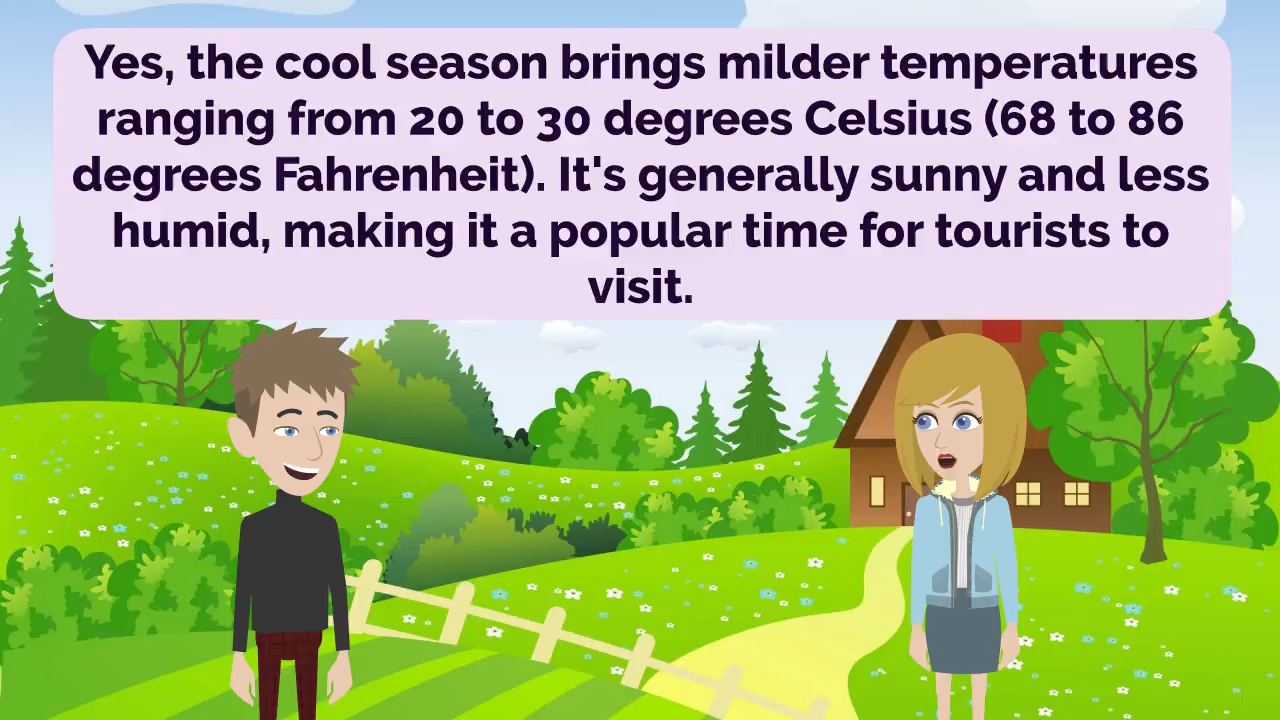 Yes, the cool season brings milder temperatures
ranging from 20 to 30 degrees Celsius (68 to 86
degrees Fahrenheit). It's generally sunny and less
humid, making it a popular time for tourists to
visit.